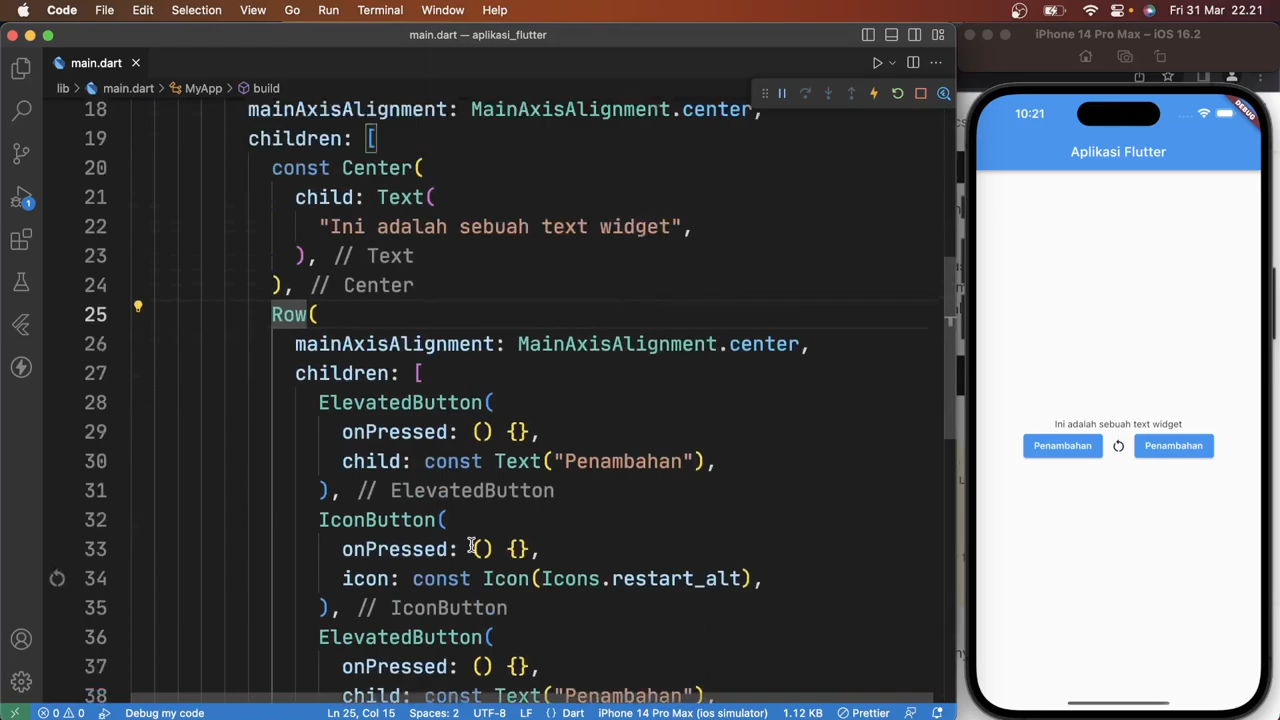 Code File Edit Selection View Go Run Terminal Window Help Fri 31 Mar 22.21
main.dart — aplikasi_flutter
main.dart
lib > main.dart > MyApp > build
18 mainAxisAlignment: MainAxisAlignment.center,
19 children: [
20 const Center(
21 child: Text(
22 "Ini adalah sebuah text widget",
23 ), // Text
24 ), // Center
25 Row(
26 mainAxisAlignment: MainAxisAlignment.center,
27 children: [
28 ElevatedButton(
29 onPressed: () {},
30 child: const Text("Penambahan"),
31 ), // ElevatedButton
32 IconButton(
33 onPressed: () {},
34 icon: const Icon(Icons.restart_alt),
35 ), // IconButton
36 ElevatedButton(
37 onPressed: () {},
38 child: const Text("Penambahan"),
1
0 0 Debug my code Ln 25, Col 15 Spaces: 2 UTF-8 LF {} Dart iPhone 14 Pro Max (ios simulator) 1.12 KB Prettier
iPhone 14 Pro Max – iOS 16.2
10:21
DEBUG
Aplikasi Flutter
Ini adalah sebuah text widget
Penambahan Penambahan